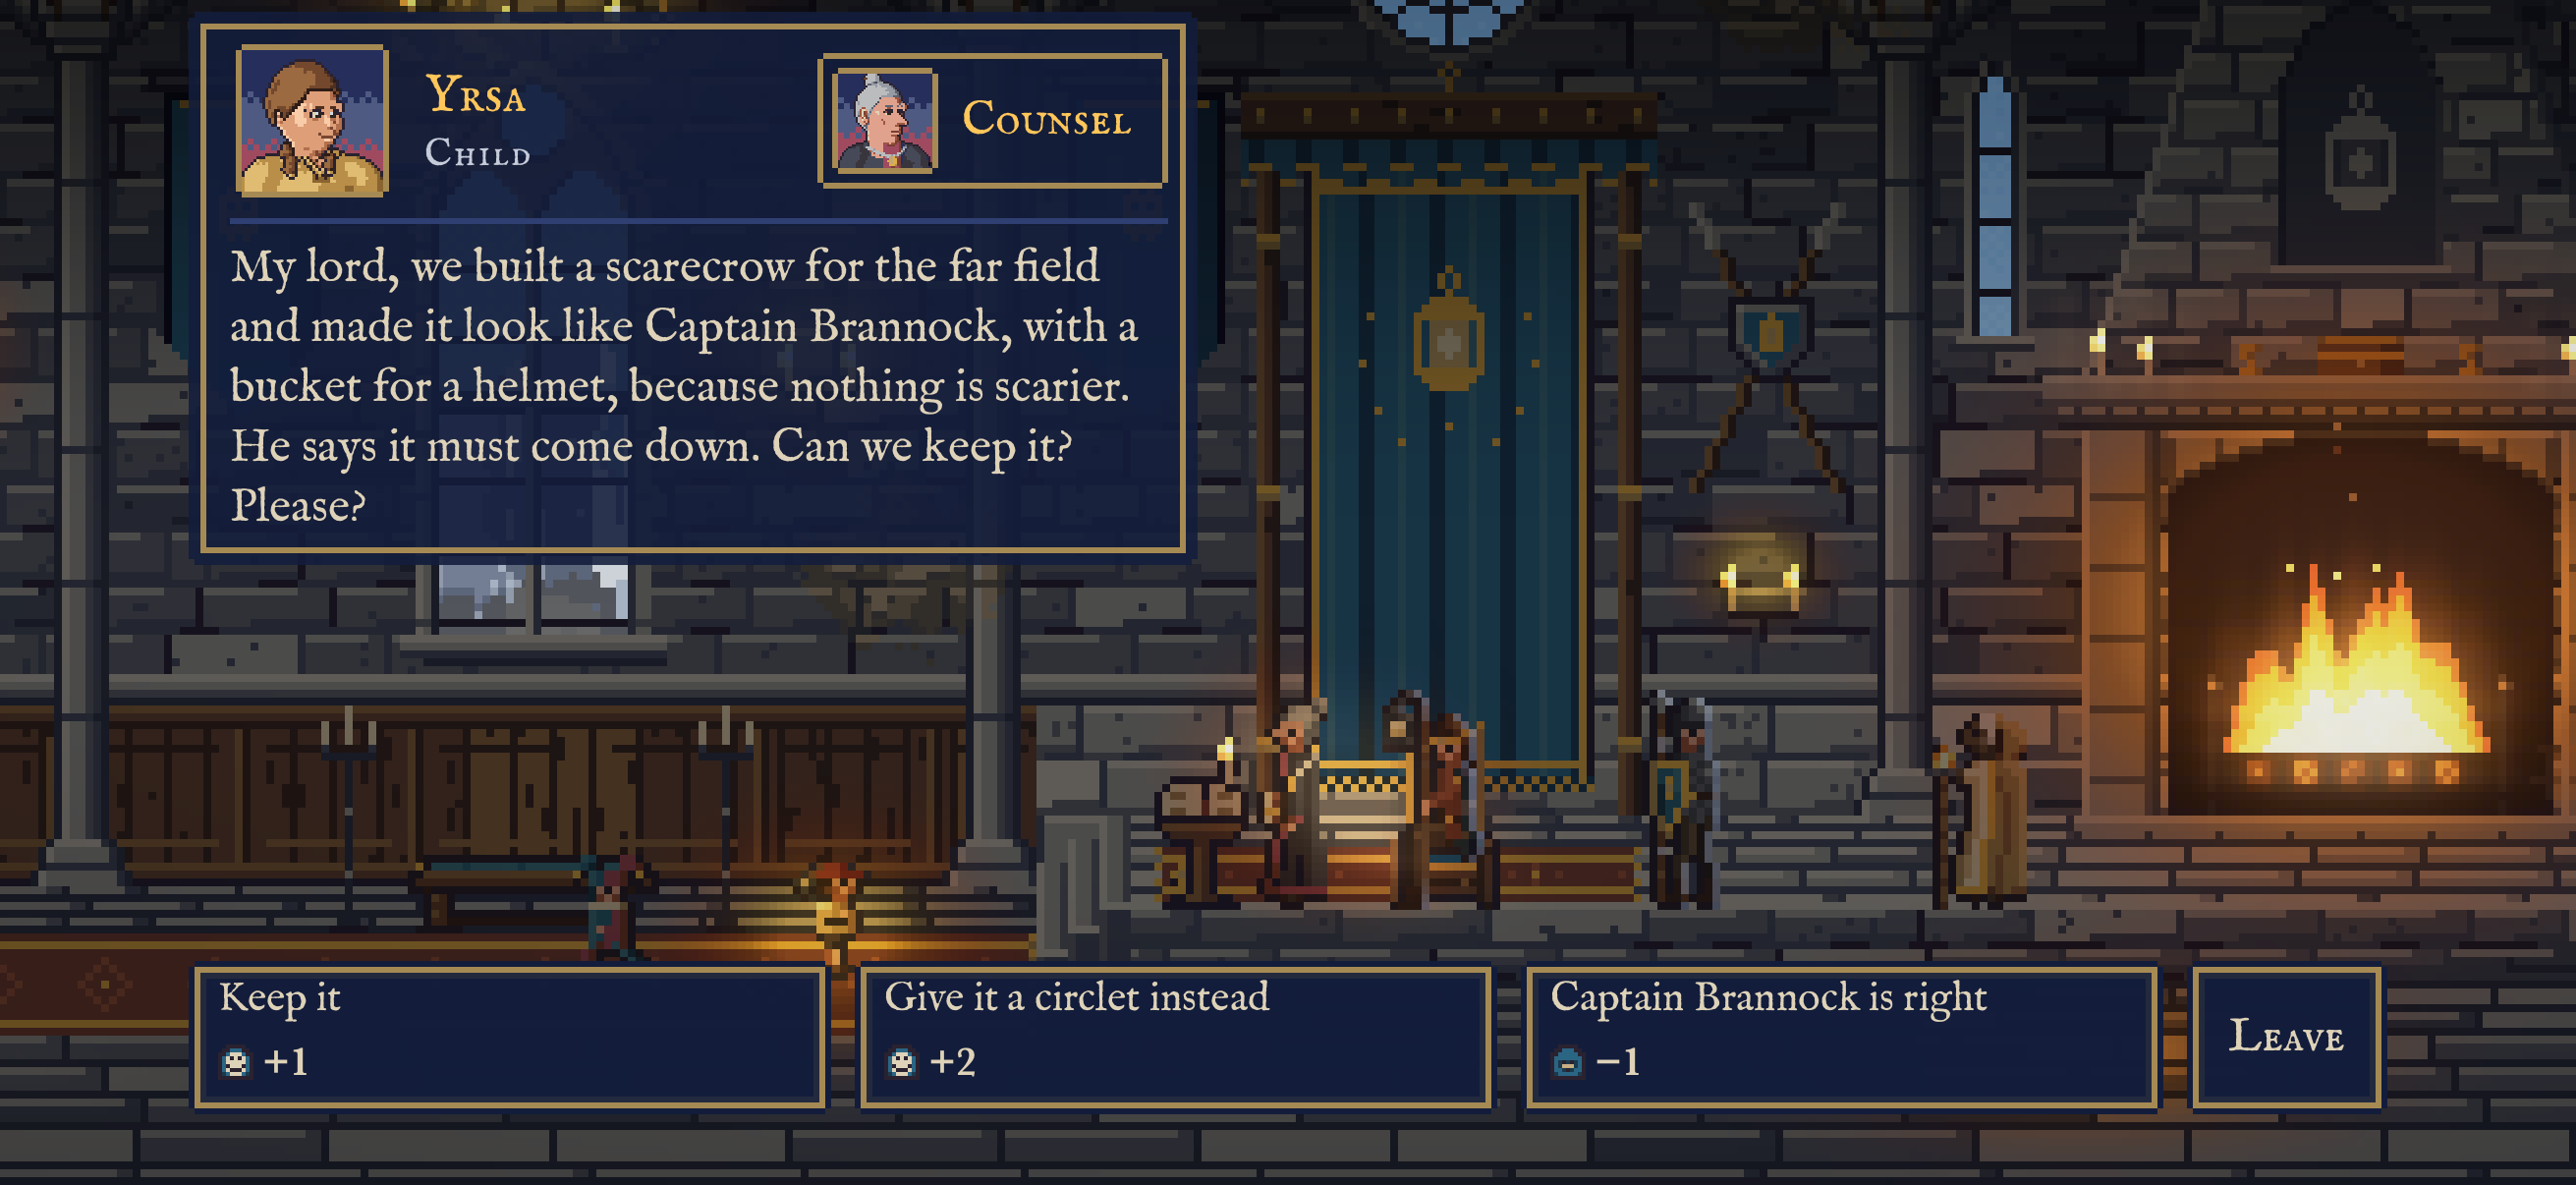 Yrsa
Child
Counsel
My lord, we built a scarecrow for the far field
and made it look like Captain Brannock, with a
bucket for a helmet, because nothing is scarier.
He says it must come down. Can we keep it?
Please?
Keep it
+1
Give it a circlet instead
+2
Captain Brannock is right
−1
Leave